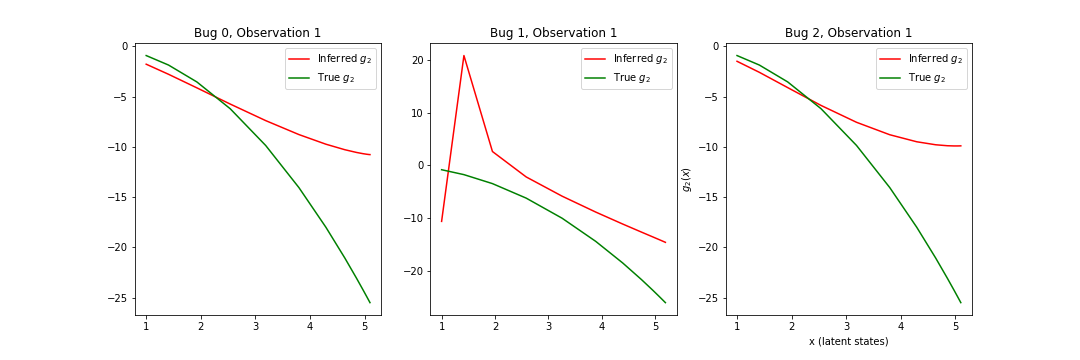 Bug 0, Observation 1
Inferred g₂
True g₂
0
−5
−10
−15
−20
−25
1 2 3 4 5
Bug 1, Observation 1
Inferred g₂
True g₂
20
10
0
−10
−20
1 2 3 4 5
Bug 2, Observation 1
Inferred g₂
True g₂
g₂(x)
0
−5
−10
−15
−20
−25
1 2 3 4 5
x (latent states)